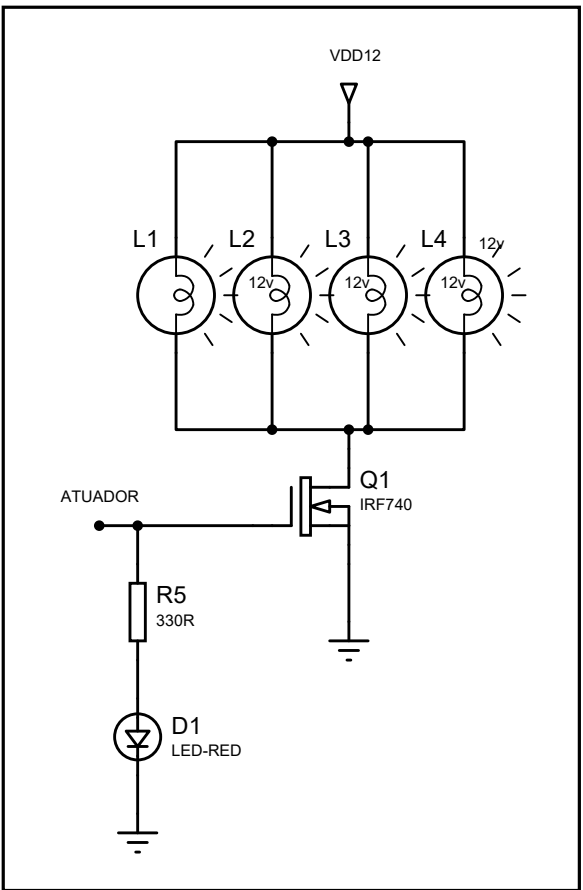 VDD12
L1
L2
L3
L4
12v
12v
12v
12v
Q1
IRF740
ATUADOR
R5
330R
D1
LED-RED